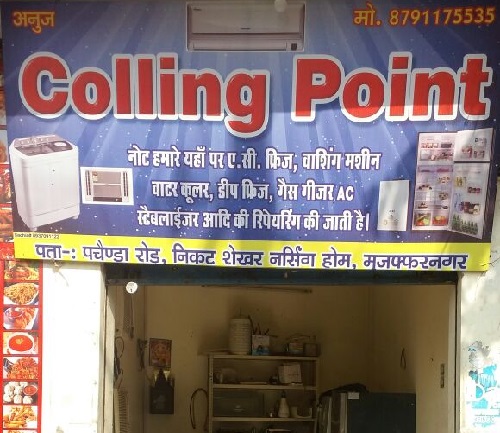 अनुज
मो. 8791175535
Colling Point
नोट हमारे यहाँ पर ए.सी. फ्रिज, वाशिंग मशीन
वाटर कूलर, डीप फ्रिज, गैस गीजर AC
स्टैबलाईजर आदि की रिपेयरिंग की जाती है।
पता-: पचैण्डा रोड, निकट शेखर नर्सिंग होम, मुजफ्फरनगर